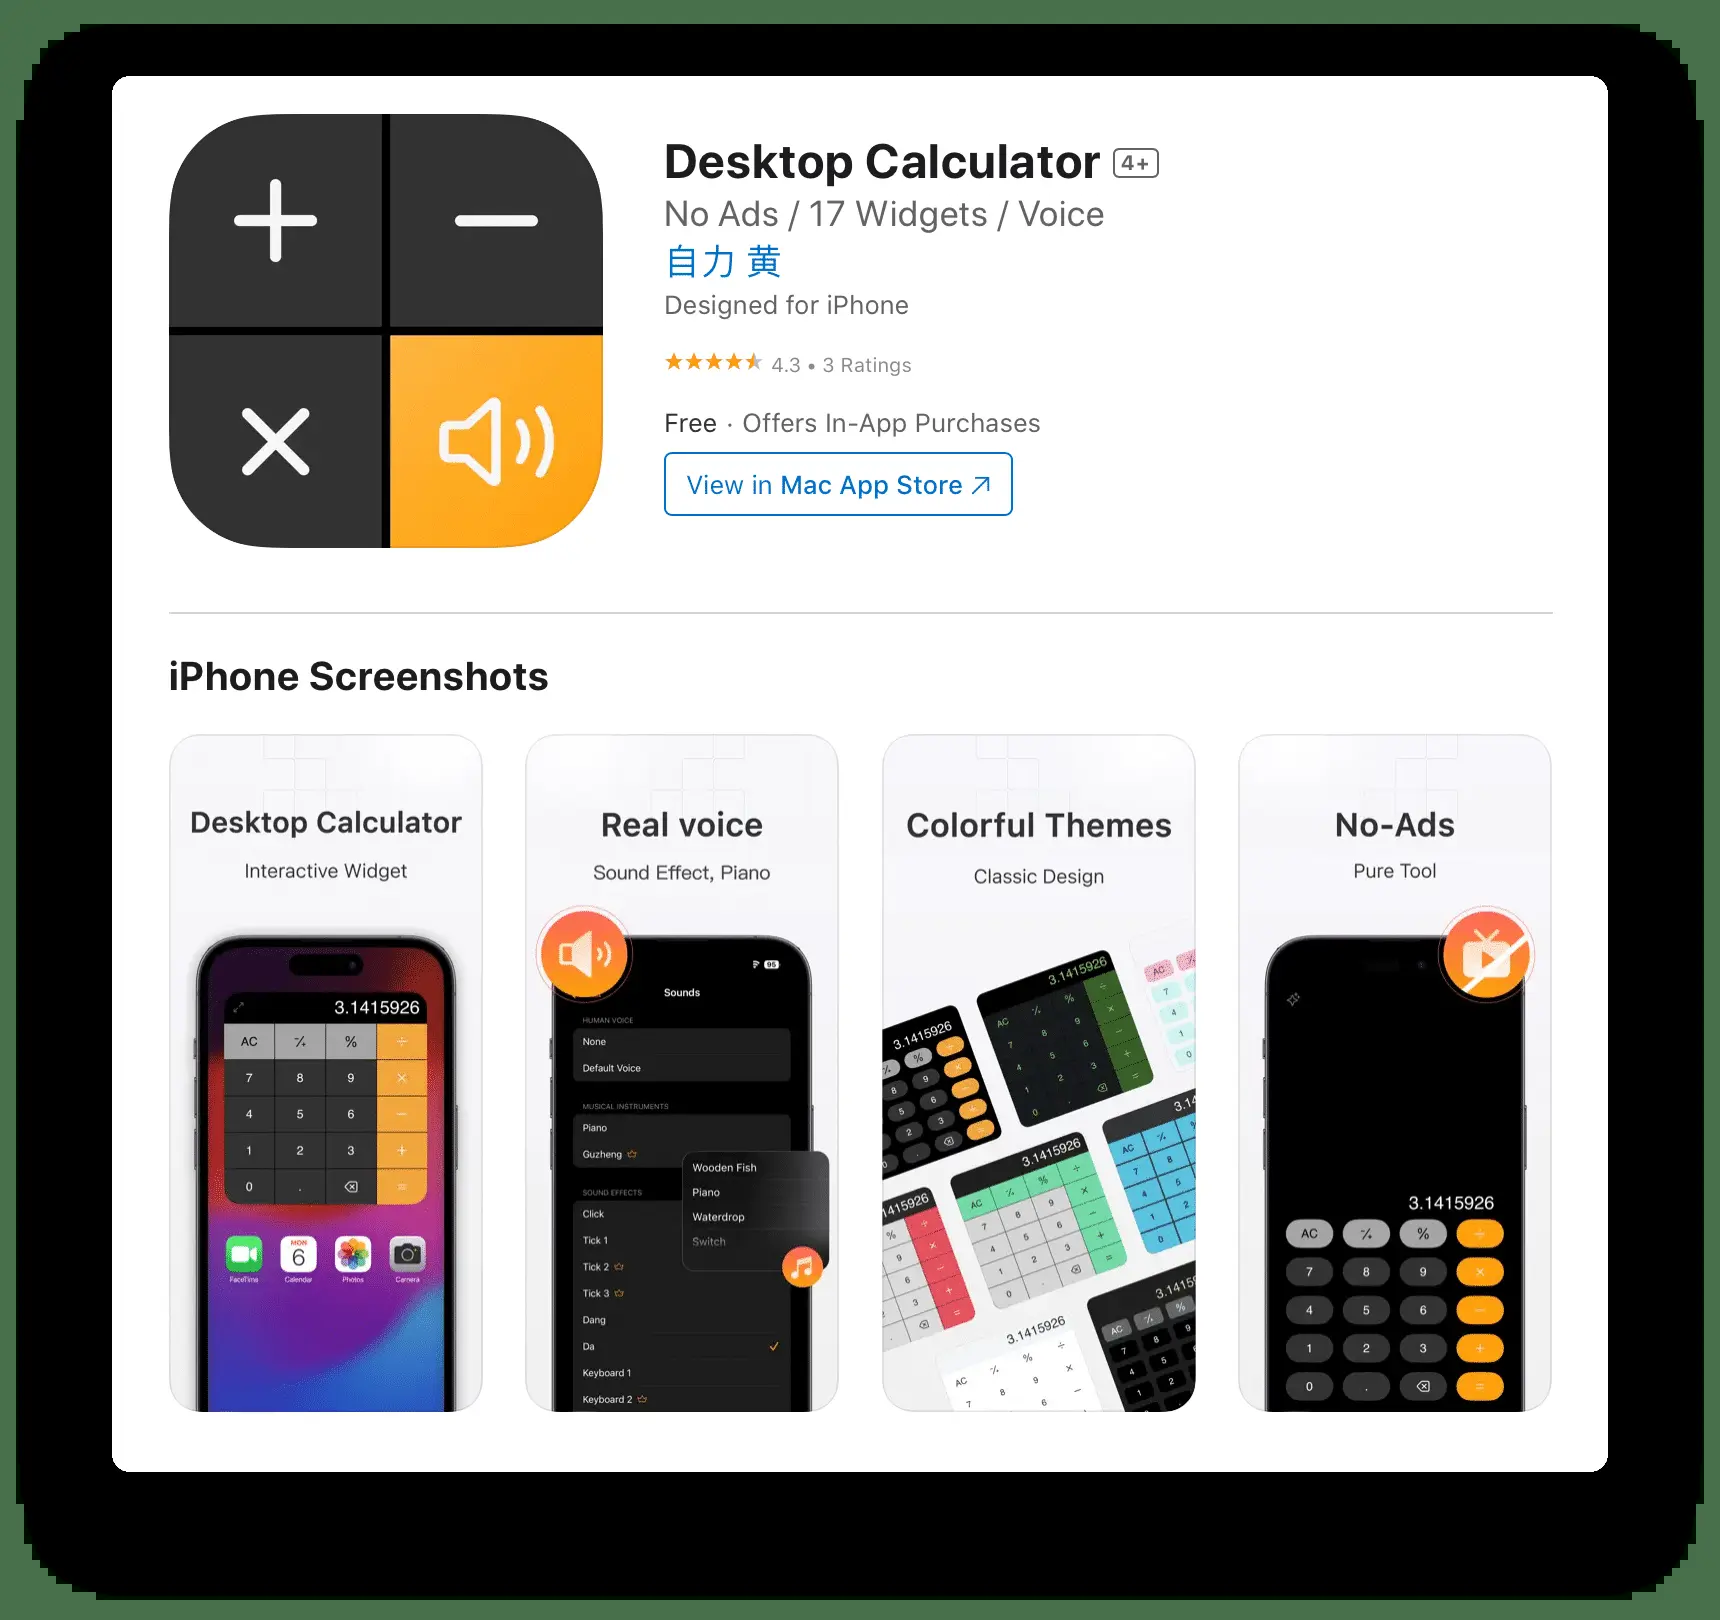 Desktop Calculator 4+
No Ads / 17 Widgets / Voice
自力 黄
Designed for iPhone
4.3 • 3 Ratings
Free · Offers In-App Purchases
View in Mac App Store ↗
iPhone Screenshots
Desktop Calculator
Interactive Widget
3.1415926
AC ⁺∕₋ % ÷
7 8 9 ×
4 5 6 −
1 2 3 +
0 . =
MON
6
FaceTime Calendar Photos Camera
Real voice
Sound Effect, Piano
95
Sounds
HUMAN VOICE
None
Default Voice
MUSICAL INSTRUMENTS
Piano
Guzheng
SOUND EFFECTS
Click
Tick 1
Tick 2
Tick 3
Dang
Da
Keyboard 1
Keyboard 2
Wooden Fish
Piano
Waterdrop
Switch
Colorful Themes
Classic Design
3.1415926
3.1415926
3.1415926
3.1415926
No-Ads
Pure Tool
3.1415926
AC ⁺∕₋ % ÷
7 8 9 ×
4 5 6 −
1 2 3 +
0 . =